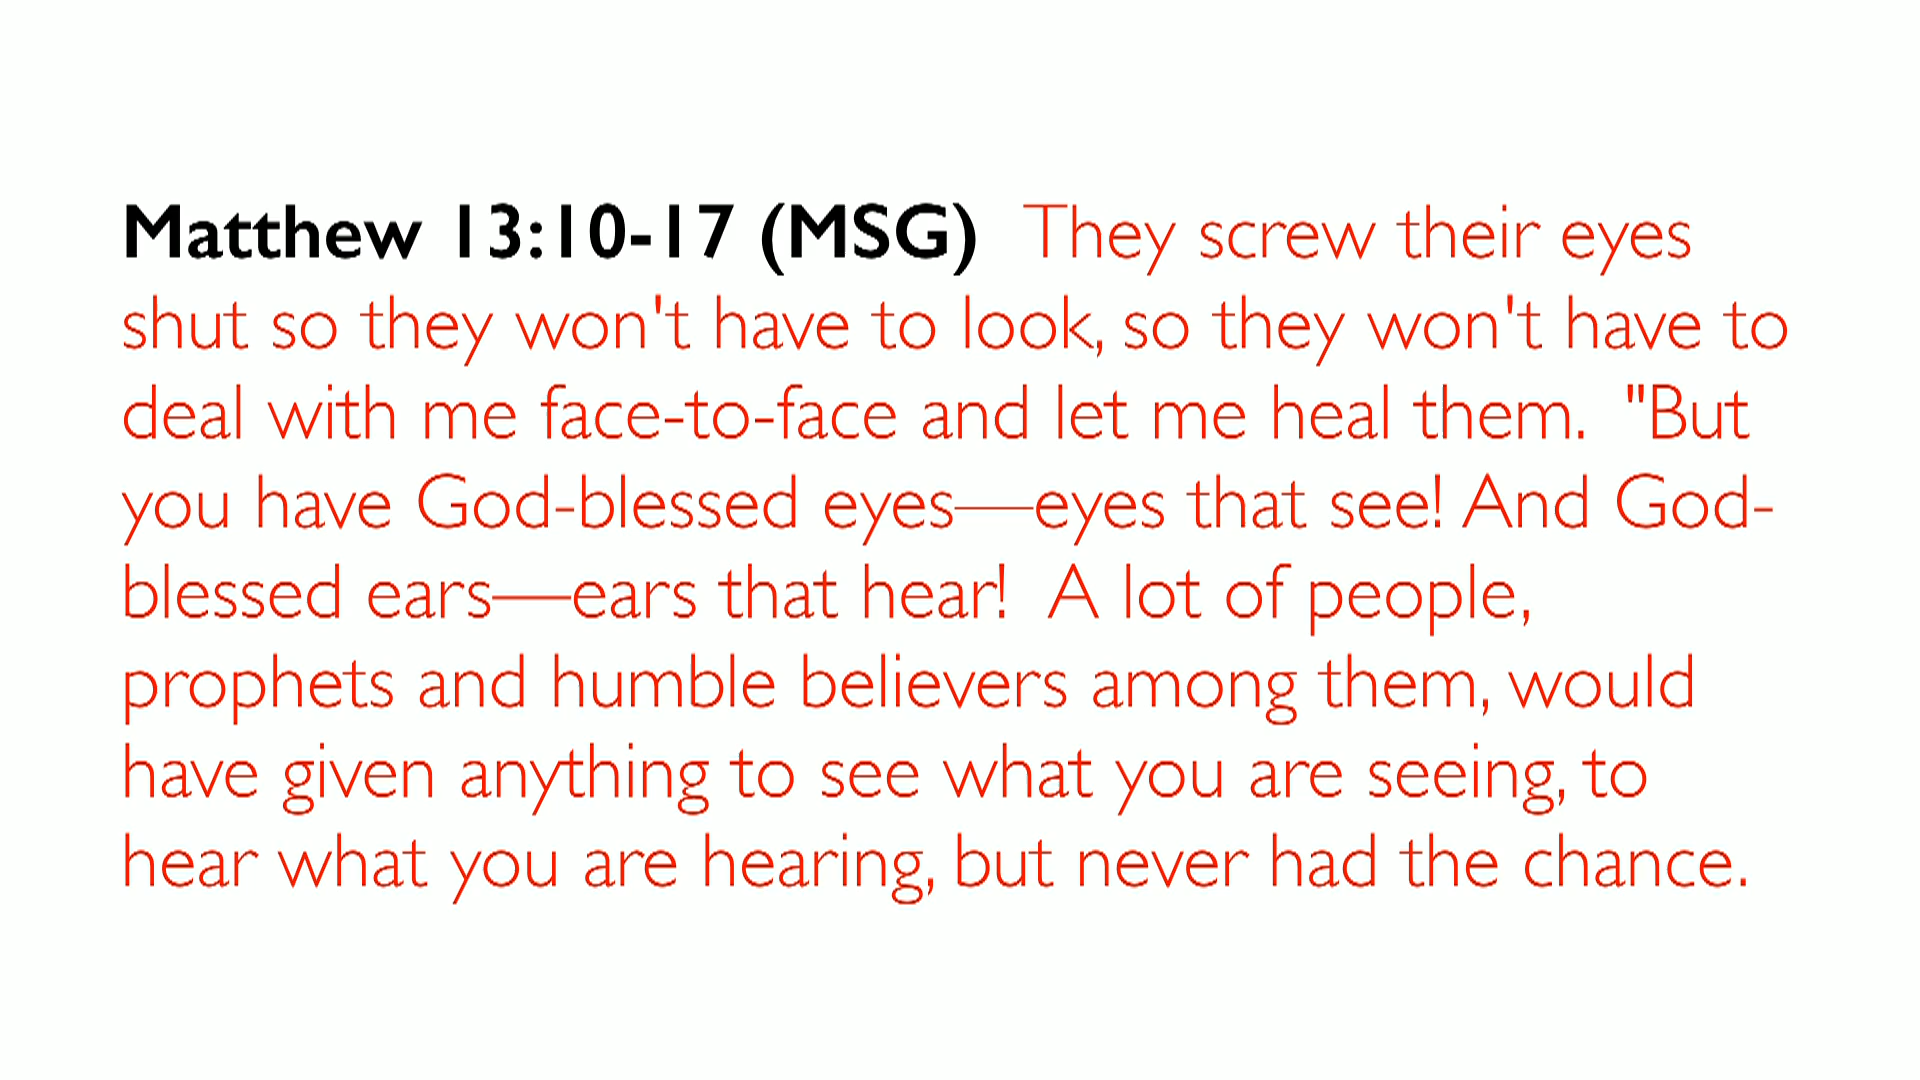 Matthew 13:10-17 (MSG)  They screw their eyes
shut so they won't have to look, so they won't have to
deal with me face-to-face and let me heal them.  "But
you have God-blessed eyes—eyes that see! And God-
blessed ears—ears that hear!  A lot of people,
prophets and humble believers among them, would
have given anything to see what you are seeing, to
hear what you are hearing, but never had the chance.